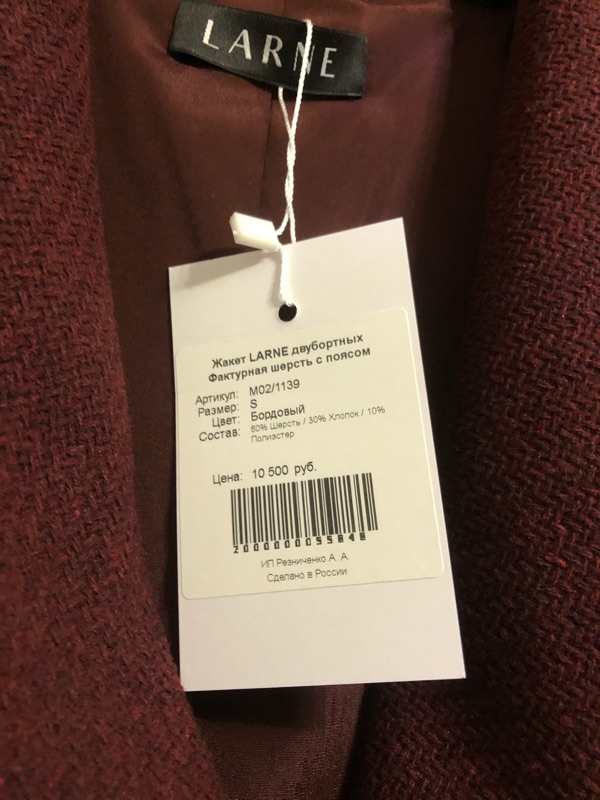 LARNE
Жакет LARNE двубортных
Фактурная шерсть с поясом
Артикул: M02/1139
Размер: S
Цвет: Бордовый
Состав: 60% Шерсть / 30% Хлопок / 10%
Полиэстер
Цена: 10 500 руб.
2000000055848
ИП Резниченко А. А.
Сделано в России